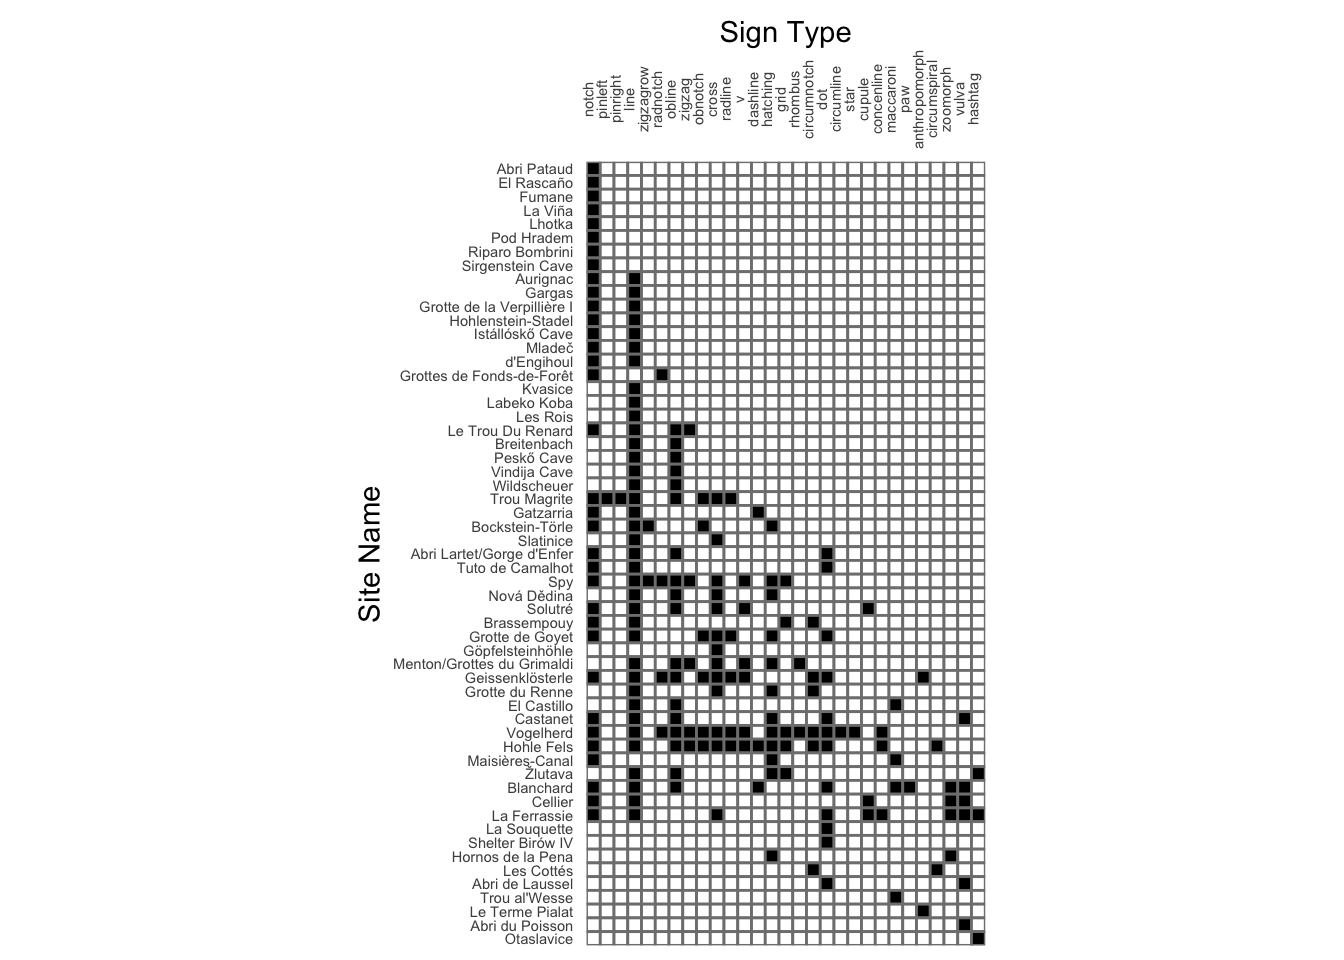 Sign Type
notch
pinleft
pinright
line
zigzagrow
radnotch
obline
zigzag
obnotch
cross
radline
v
dashline
hatching
grid
rhombus
circumnotch
dot
circumline
star
cupule
concenline
maccaroni
paw
anthropomorph
circumspiral
zoomorph
vulva
hashtag
Site Name
Abri Pataud
El Rascaño
Fumane
La Viña
Lhotka
Pod Hradem
Riparo Bombrini
Sirgenstein Cave
Aurignac
Gargas
Grotte de la Verpillière I
Hohlenstein-Stadel
Istállóskő Cave
Mladeč
d'Engihoul
Grottes de Fonds-de-Forêt
Kvasice
Labeko Koba
Les Rois
Le Trou Du Renard
Breitenbach
Peskő Cave
Vindija Cave
Wildscheuer
Trou Magrite
Gatzarria
Bockstein-Törle
Slatinice
Abri Lartet/Gorge d'Enfer
Tuto de Camalhot
Spy
Nová Dědina
Solutré
Brassempouy
Grotte de Goyet
Göpfelsteinhöhle
Menton/Grottes du Grimaldi
Geissenklösterle
Grotte du Renne
El Castillo
Castanet
Vogelherd
Hohle Fels
Maisières-Canal
Žlutava
Blanchard
Cellier
La Ferrassie
La Souquette
Shelter Birów IV
Hornos de la Pena
Les Cottés
Abri de Laussel
Trou al'Wesse
Le Terme Pialat
Abri du Poisson
Otaslavice